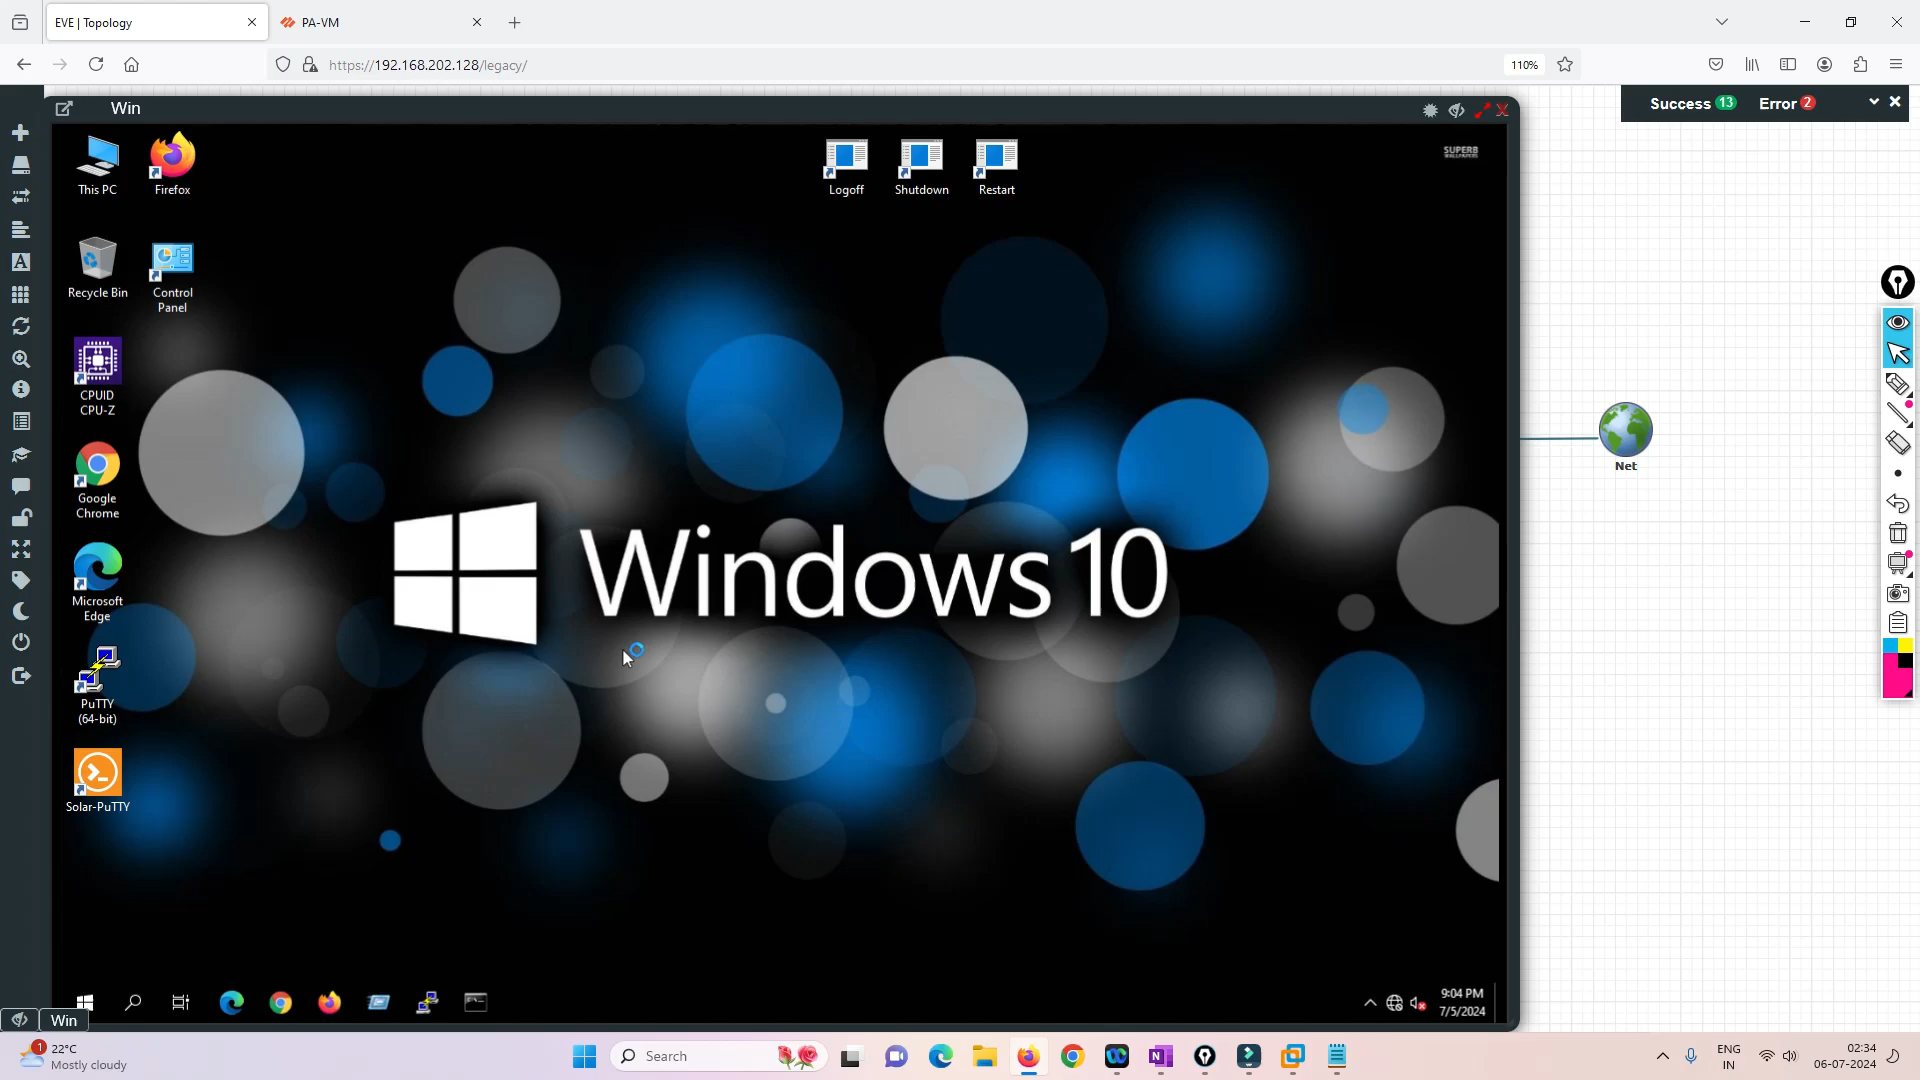 EVE | Topology
PA-VM
https://192.168.202.128/legacy/
110%
Win
Success 13
Error 2
This PC
Firefox
Logoff
Shutdown
Restart
SUPERB
WALLPAPERS
Recycle Bin
Control
Panel
CPUID
CPU-Z
Google
Chrome
Net
Windows 10
Microsoft
Edge
PuTTY
(64-bit)
Solar-PuTTY
9:04 PM
7/5/2024
Win
1
22°C
Mostly cloudy
Search
ENG
IN
02:34
06-07-2024